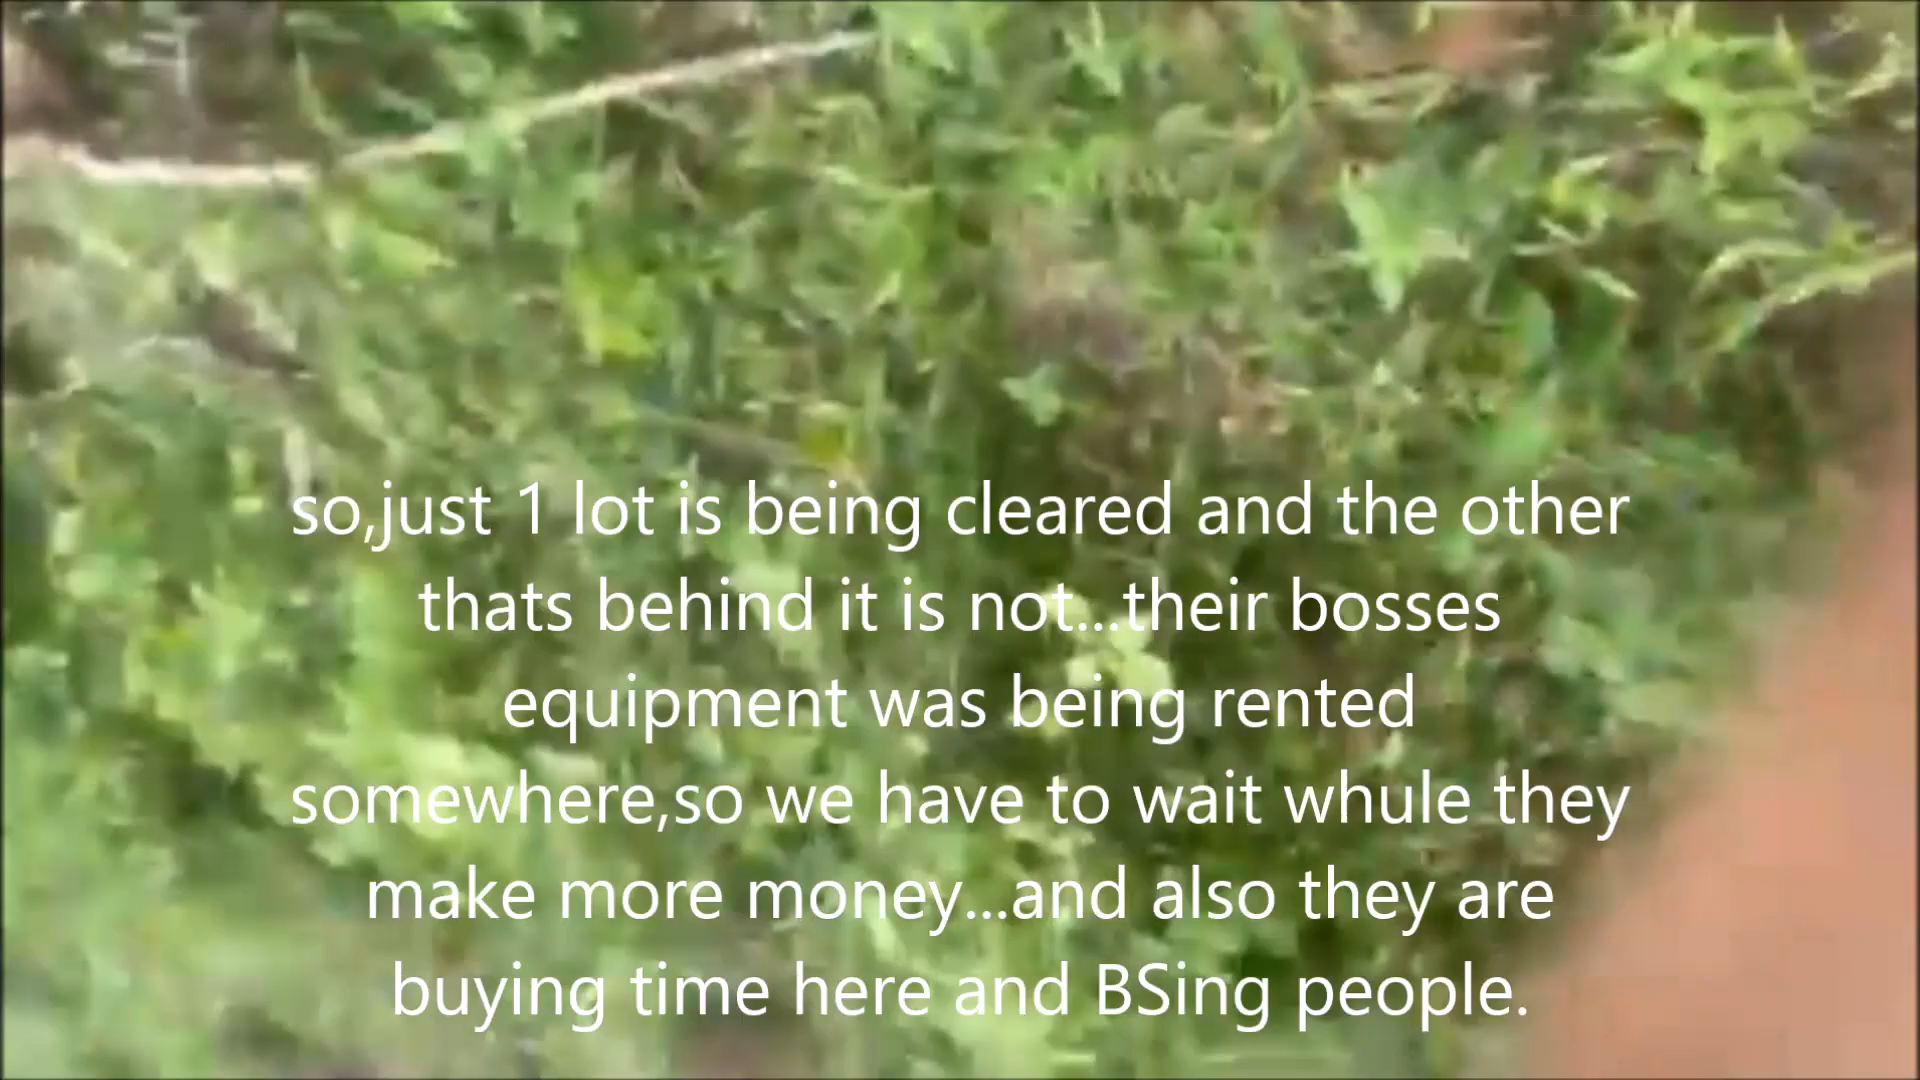 so,just 1 lot is being cleared and the other
thats behind it is not...their bosses
equipment was being rented
somewhere,so we have to wait whule they
make more money...and also they are
buying time here and BSing people.